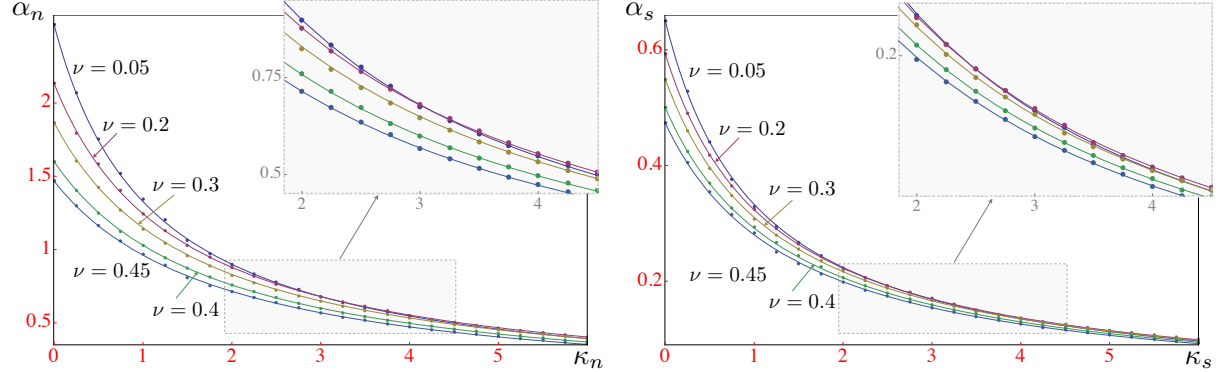 α_n
2
1.5
1
0.5
0
1
2
3
4
5
κ_n
ν = 0.05
ν = 0.2
ν = 0.3
ν = 0.4
ν = 0.45
0.75
0.5
2
3
4
α_s
0.6
0.4
0.2
0
1
2
3
4
5
κ_s
ν = 0.05
ν = 0.2
ν = 0.3
ν = 0.4
ν = 0.45
0.2
2
3
4